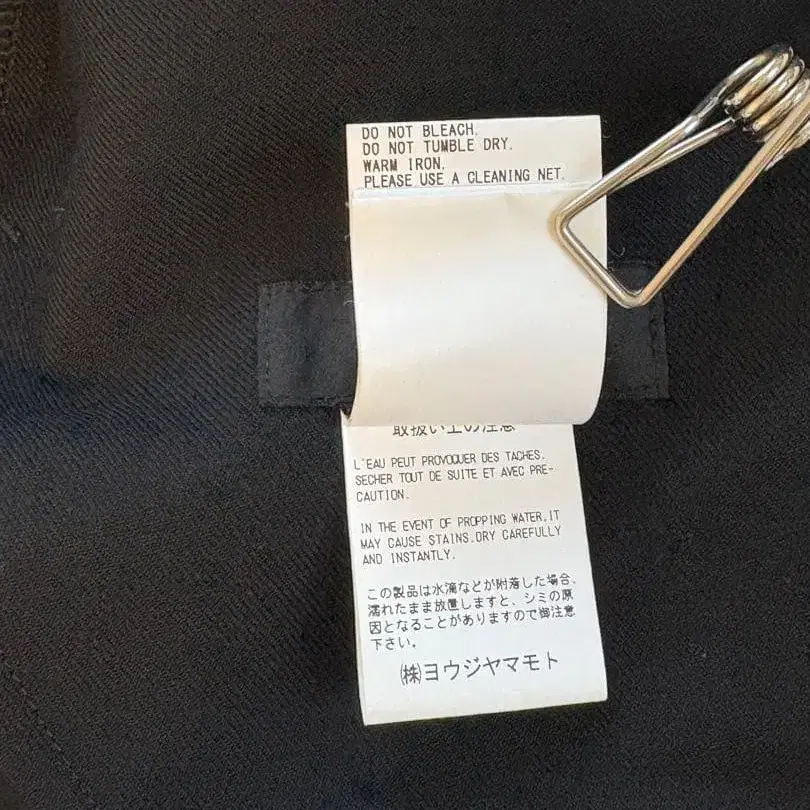 DO NOT BLEACH.
DO NOT TUMBLE DRY.
WARM IRON.
PLEASE USE A CLEANING NET.
取扱い上の注意
L'EAU PEUT PROVOQUER DES TACHES.
SECHER TOUT DE SUITE ET AVEC PRE-
CAUTION.
IN THE EVENT OF PROPPING WATER,IT
MAY CAUSE STAINS.DRY CAREFULLY
AND INSTANTLY.
この製品は水滴などが附落した場合、
濡れたまま放置しますと、シミの原
因となることがありますので御注意
下さい。
㈱ヨウジヤマモト